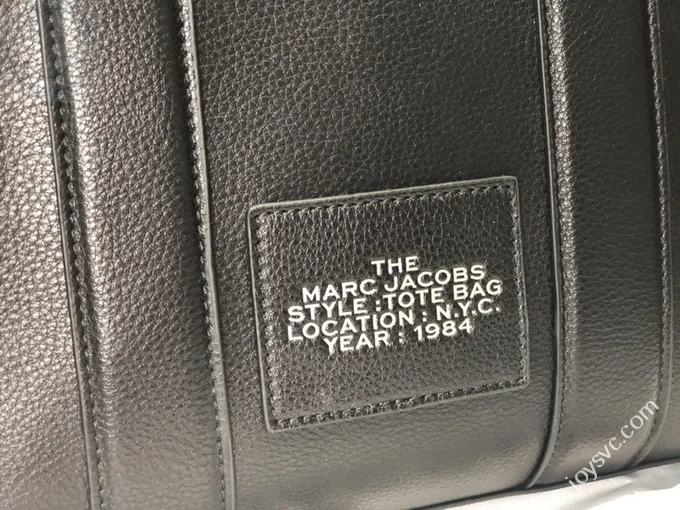 THE
MARC JACOBS
STYLE : TOTE BAG
LOCATION : N.Y.C.
YEAR : 1984
joysvc.com